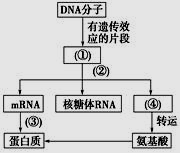 DNA分子
有遗传效
应的片段
(①)
(②)
mRNA
核糖体RNA
(④)
(③)
转运
蛋白质
氨基酸